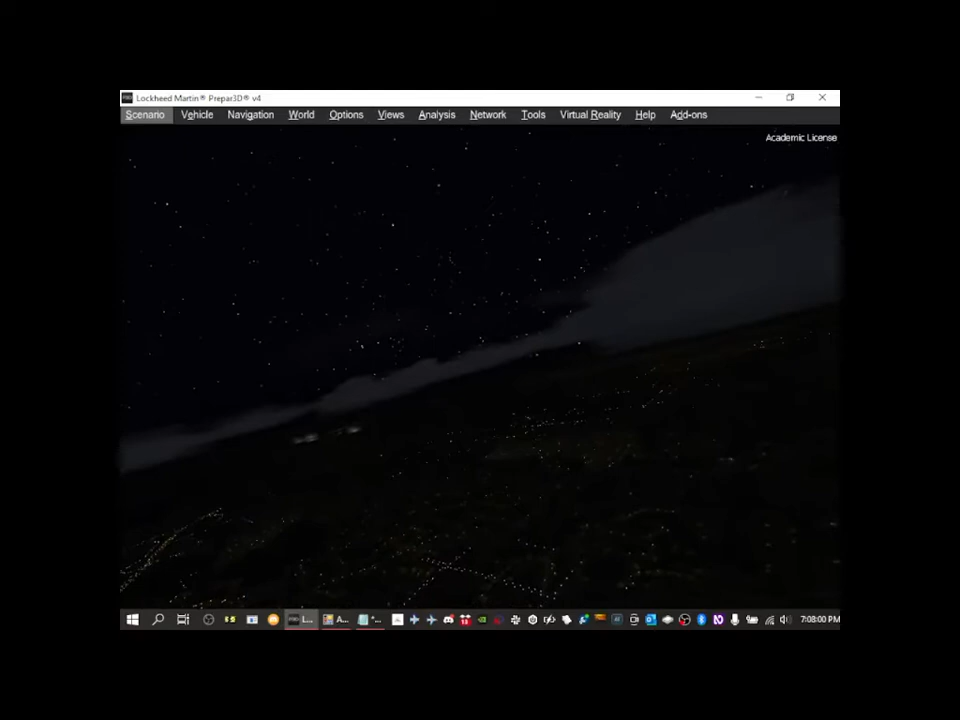 Lockheed Martin® Prepar3D® v4
Scenario Vehicle Navigation World Options Views Analysis Network Tools Virtual Reality Help Add-ons
Academic License
L... A... "...
7:08:00 PM